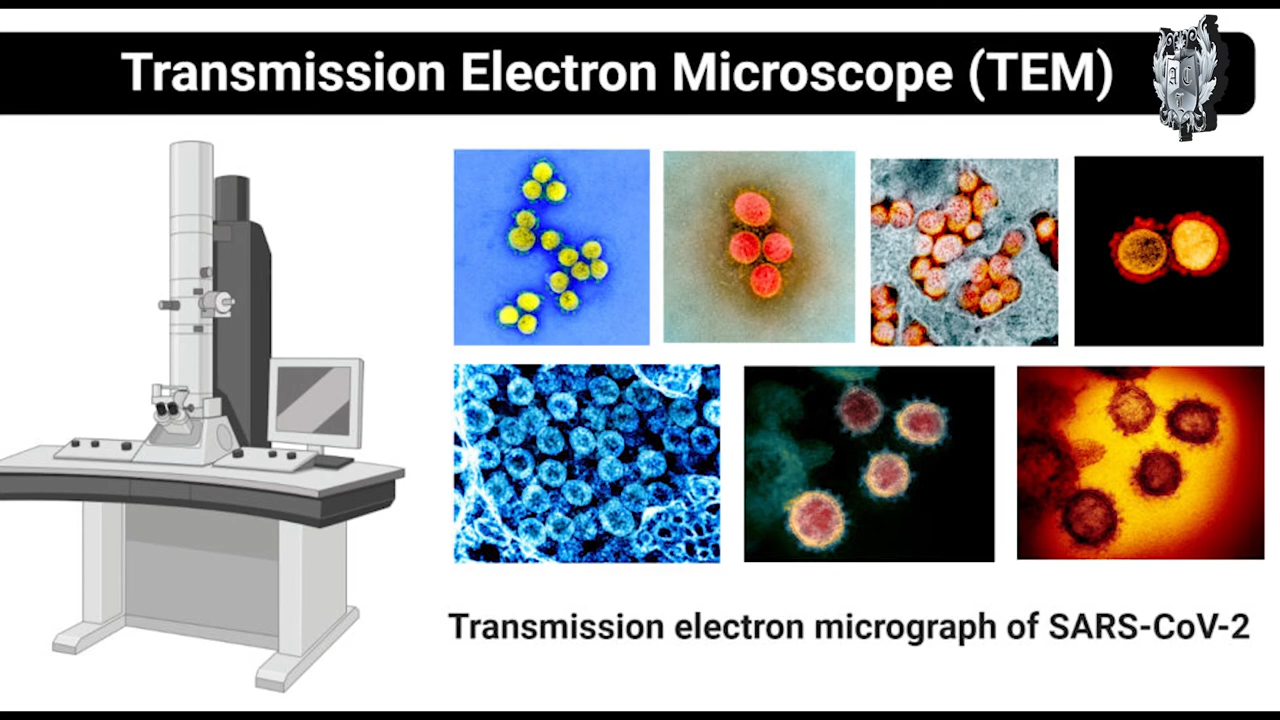 Transmission Electron Microscope (TEM)
A C
T
Transmission electron micrograph of SARS-CoV-2